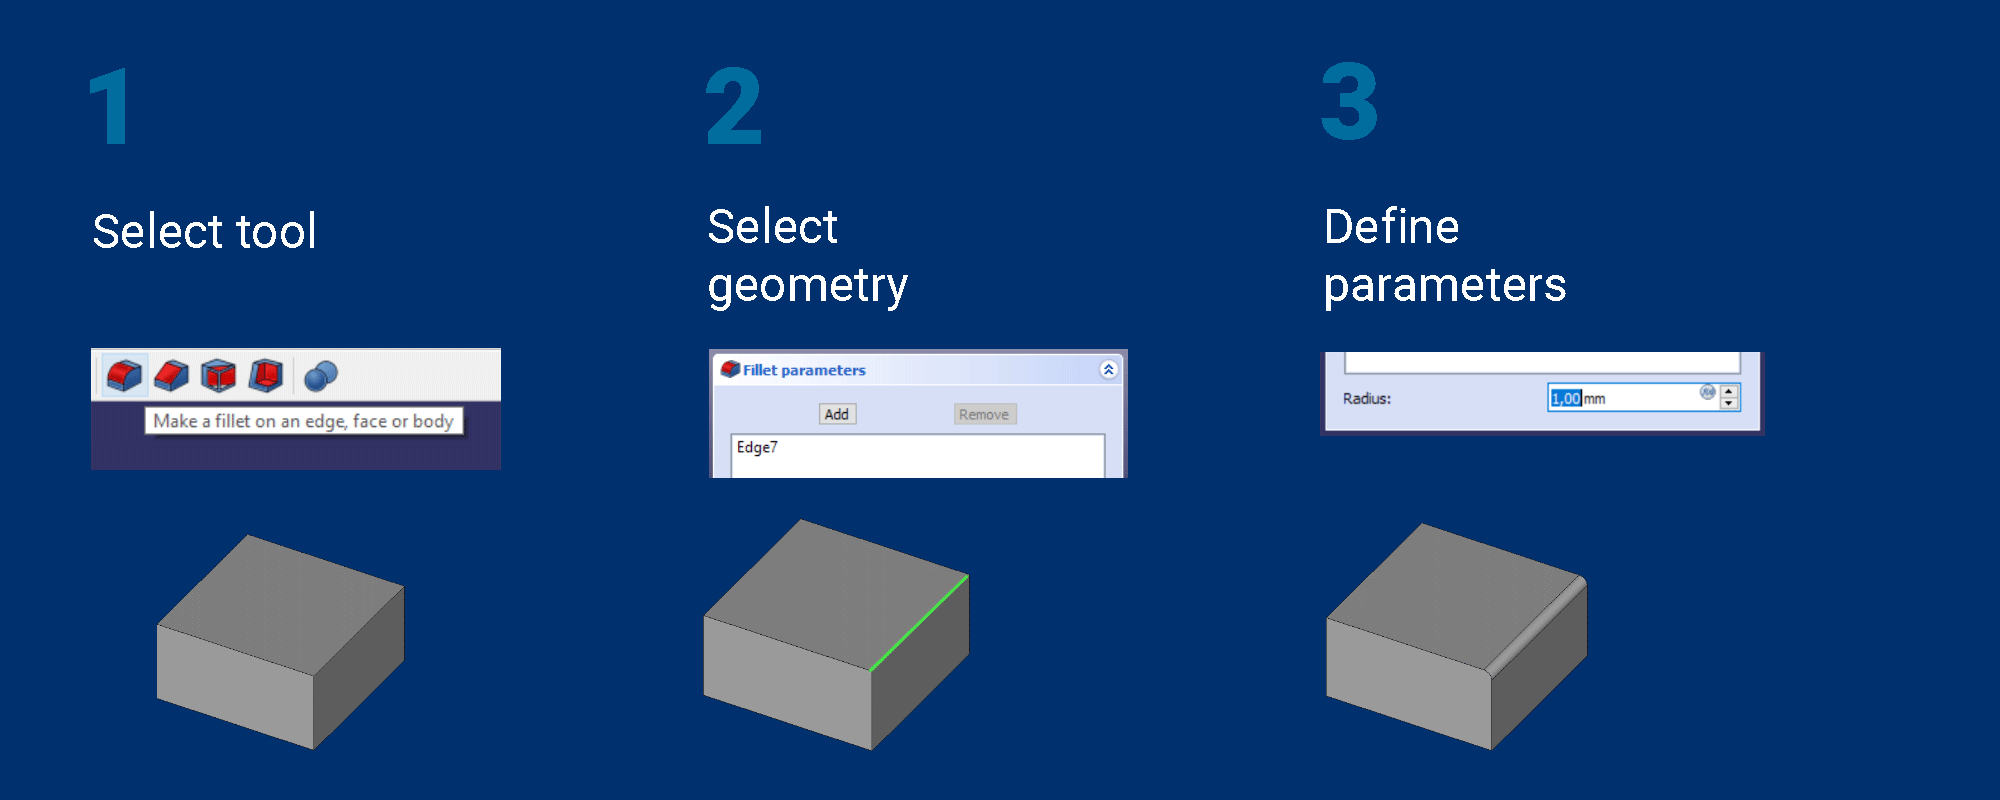 1
Select tool
Make a fillet on an edge, face or body
2
Select
geometry
Fillet parameters
Add
Remove
Edge7
3
Define
parameters
Radius:
1,00 mm